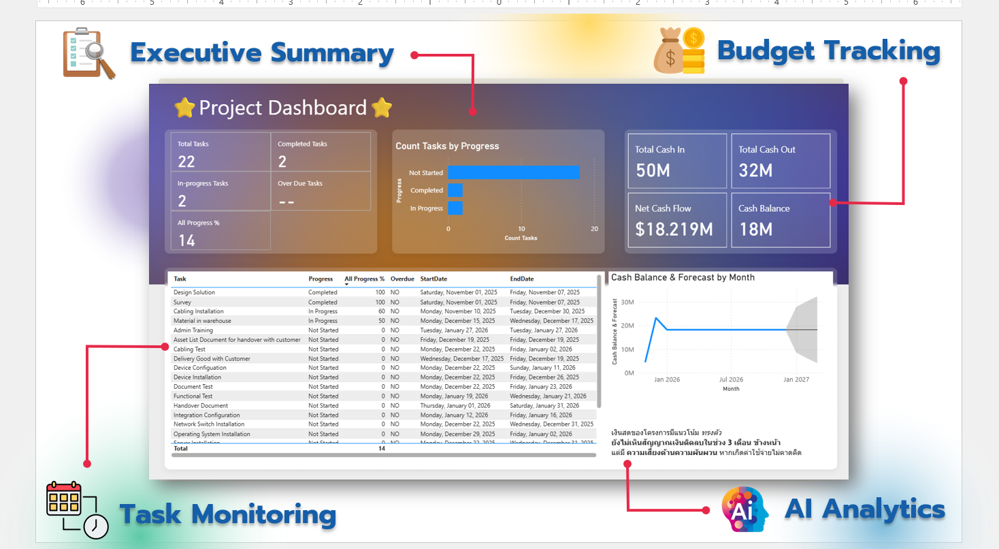 6 5 4 3 2 1 0 1 2 3 4 5 6
Executive Summary
Budget Tracking
Project Dashboard
Total Tasks
22
Completed Tasks
2
In-progress Tasks
2
Over Due Tasks
--
All Progress %
14
Count Tasks by Progress
Progress
Not Started
Completed
In Progress
0 10 20
Count Tasks
Total Cash In
50M
Total Cash Out
32M
Net Cash Flow
$18.219M
Cash Balance
18M
Task Progress All Progress % Overdue StartDate EndDate
Design Solution Completed 100 NO Saturday, November 01, 2025 Friday, November 07, 2025
Survey Completed 100 NO Saturday, November 01, 2025 Friday, November 07, 2025
Cabling Installation In Progress 60 NO Monday, November 10, 2025 Tuesday, December 30, 2025
Material in warehouse In Progress 50 NO Monday, December 15, 2025 Wednesday, December 17, 2025
Admin Training Not Started 0 NO Tuesday, January 27, 2026 Tuesday, January 27, 2026
Asset List Document for handover with customer Not Started 0 NO Friday, December 19, 2025 Friday, December 19, 2025
Cabling Test Not Started 0 NO Monday, December 22, 2025 Friday, January 02, 2026
Delivery Good with Customer Not Started 0 NO Wednesday, December 17, 2025 Friday, December 19, 2025
Device Configuation Not Started 0 NO Monday, December 22, 2025 Sunday, January 11, 2026
Device Installation Not Started 0 NO Monday, December 22, 2025 Friday, December 26, 2025
Document Test Not Started 0 NO Monday, December 22, 2025 Friday, January 23, 2026
Functional Test Not Started 0 NO Monday, January 19, 2026 Wednesday, January 21, 2026
Handover Document Not Started 0 NO Thursday, January 01, 2026 Saturday, January 31, 2026
Integration Configuration Not Started 0 NO Monday, January 12, 2026 Friday, January 16, 2026
Network Switch Installation Not Started 0 NO Monday, December 22, 2025 Wednesday, December 31, 2025
Operating System Installation Not Started 0 NO Monday, December 29, 2025 Friday, January 02, 2026
Server Installation Not Started 0 NO Monday, December 22, 2025 Wednesday, December 31, 2025
Total 14
Cash Balance & Forecast by Month
Cash Balance & Forecast
30M
20M
10M
0M
Jan 2026 Jul 2026 Jan 2027
Month
เงินสดของโครงการมีแนวโน้ม ทรงตัว
ยังไม่เห็นสัญญาณเงินติดลบในช่วง 3 เดือน ข้างหน้า
แต่มี ความเสี่ยงด้านความผันผวน หากเกิดค่าใช้จ่ายไม่คาดคิด
Task Monitoring
Ai
AI Analytics